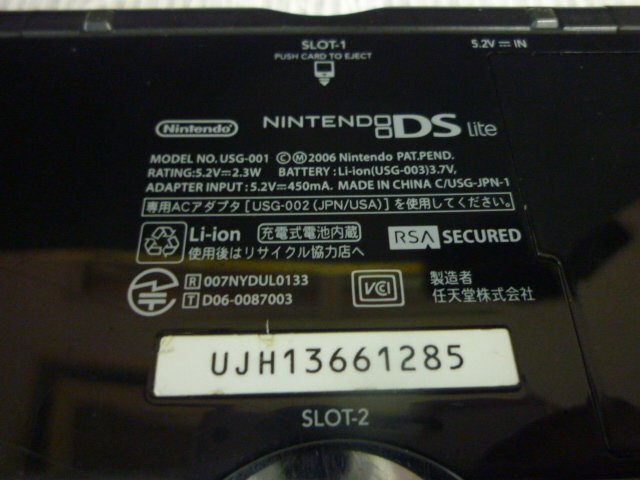 SLOT-1
PUSH CARD TO EJECT
5.2V⎓IN
Nintendo
NINTENDO DS Lite
MODEL NO.USG-001 ©Ⓜ2006 Nintendo PAT.PEND.
RATING:5.2V⎓2.3W BATTERY : Li-ion(USG-003)3.7V,
ADAPTER INPUT : 5.2V⎓450mA. MADE IN CHINA C/USG-JPN-1
専用ACアダプタ[USG-002(JPN/USA)]を使用してください。
Li-ion 充電式電池内蔵
使用後はリサイクル協力店へ
RSA SECURED
R 007NYDUL0133
T D06-0087003
VCI
製造者
任天堂株式会社
UJH13661285
SLOT-2